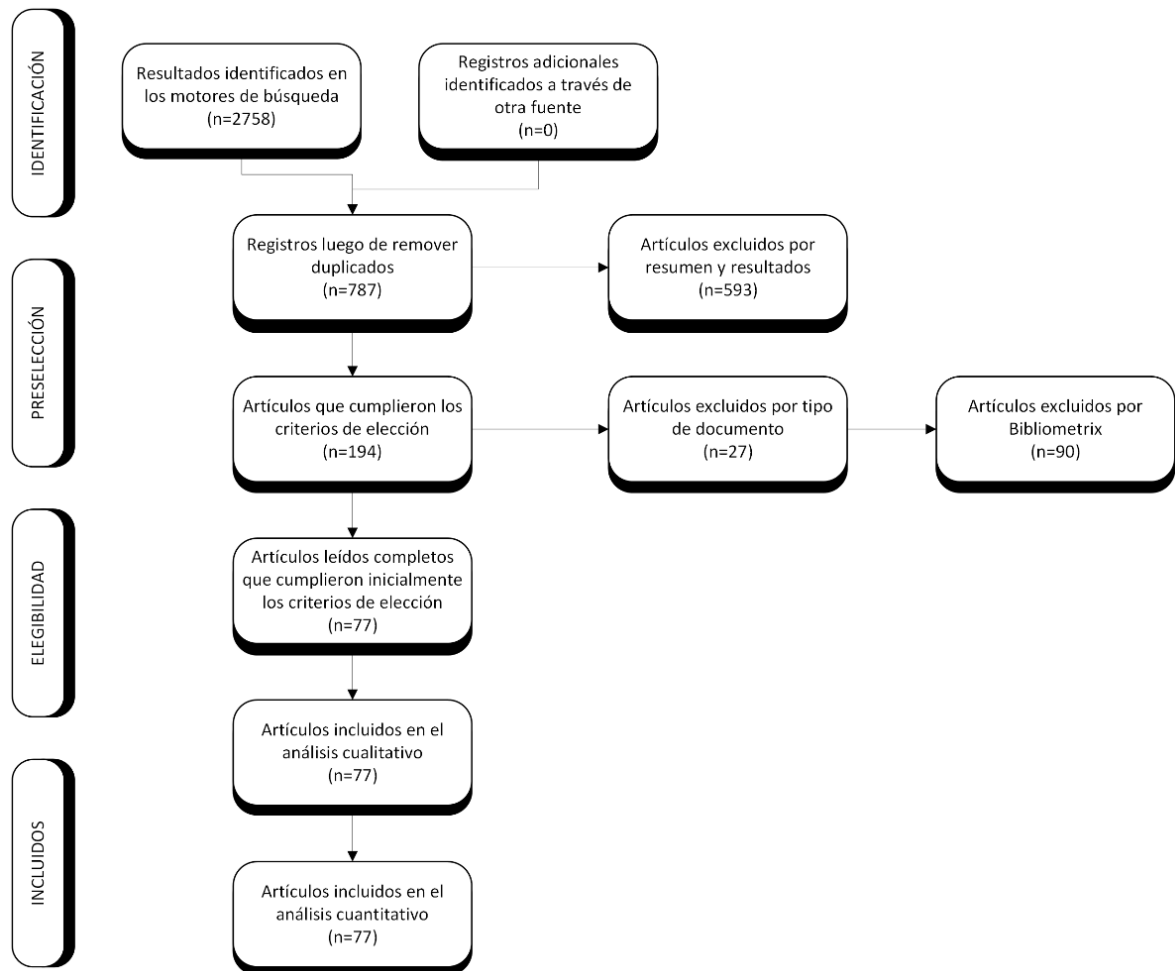 IDENTIFICACIÓN
Resultados identificados en
los motores de búsqueda
(n=2758)
Registros adicionales
identificados a través de
otra fuente
(n=0)
PRESELECCIÓN
Registros luego de remover
duplicados
(n=787)
Artículos excluidos por
resumen y resultados
(n=593)
Artículos que cumplieron los
criterios de elección
(n=194)
Artículos excluidos por tipo
de documento
(n=27)
Artículos excluidos por
Bibliometrix
(n=90)
ELEGIBILIDAD
Artículos leídos completos
que cumplieron inicialmente
los criterios de elección
(n=77)
Artículos incluidos en el
análisis cualitativo
(n=77)
INCLUIDOS
Artículos incluidos en el
análisis cuantitativo
(n=77)